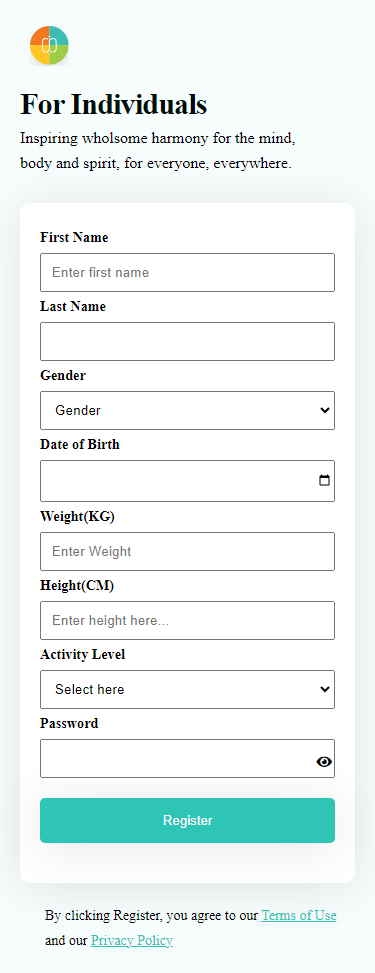 For Individuals
Inspiring wholsome harmony for the mind,
body and spirit, for everyone, everywhere.
First Name
Enter first name
Last Name
Gender
Gender
Date of Birth
Weight(KG)
Enter Weight
Height(CM)
Enter height here...
Activity Level
Select here
Password
Register
By clicking Register, you agree to our Terms of Use
and our Privacy Policy